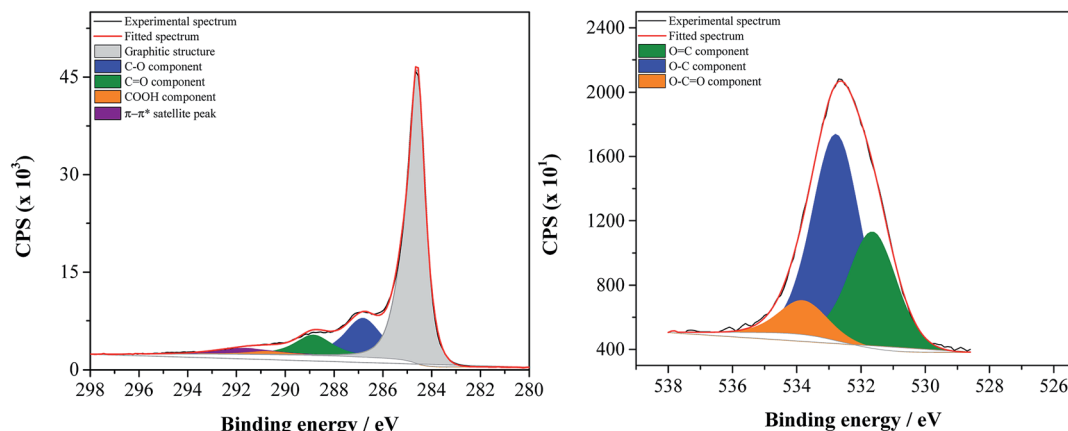 Experimental spectrum
Fitted spectrum
Graphitic structure
C-O component
C=O component
COOH component
π–π* satellite peak
CPS (x 10³)
45
30
15
0
298 296 294 292 290 288 286 284 282 280
Binding energy / eV
Experimental spectrum
Fitted spectrum
O=C component
O-C component
O-C=O component
CPS (x 10¹)
2400
2000
1600
1200
800
400
538 536 534 532 530 528 526
Binding energy / eV